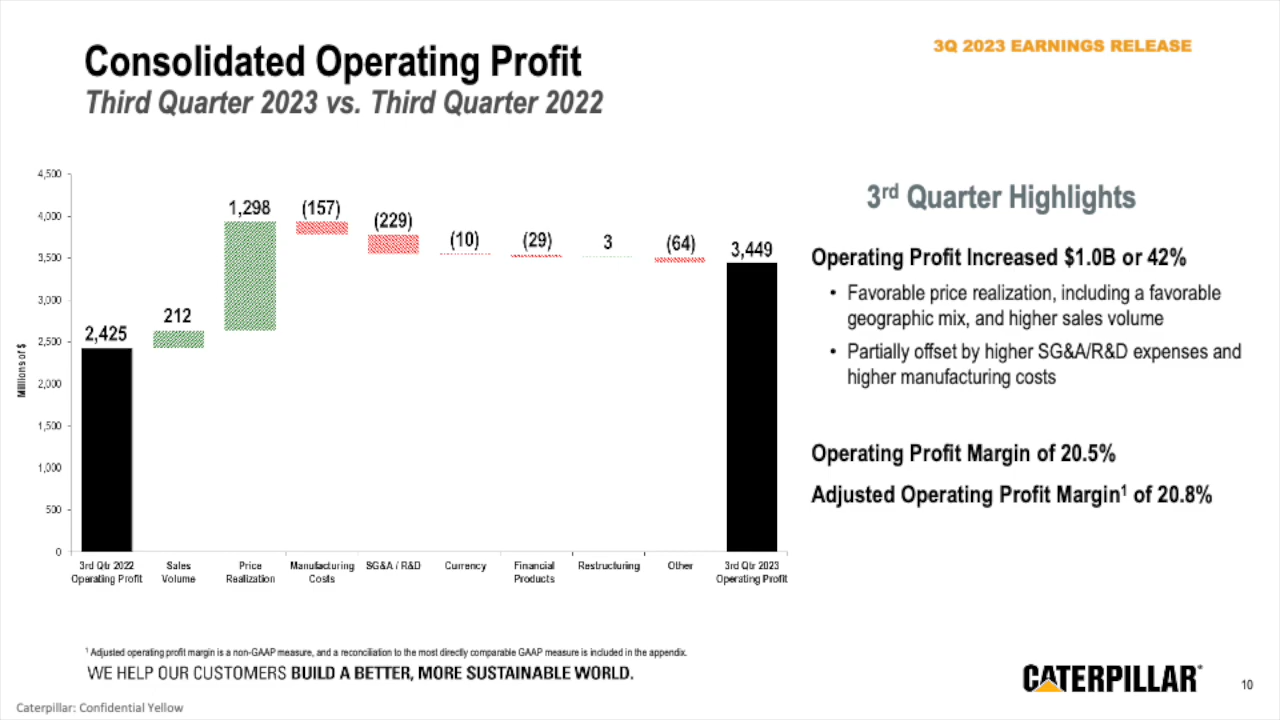 Consolidated Operating Profit
3Q 2023 EARNINGS RELEASE
Third Quarter 2023 vs. Third Quarter 2022
Millions of $
4,500
4,000
3,500
3,000
2,500
2,000
1,500
1,000
500
0
2,425
212
1,298
(157)
(229)
(10)
(29)
3
(64)
3,449
3rd Qtr 2022
Operating Profit
Sales
Volume
Price
Realization
Manufacturing
Costs
SG&A / R&D
Currency
Financial
Products
Restructuring
Other
3rd Qtr 2023
Operating Profit
3rd Quarter Highlights
Operating Profit Increased $1.0B or 42%
• Favorable price realization, including a favorable
geographic mix, and higher sales volume
• Partially offset by higher SG&A/R&D expenses and
higher manufacturing costs
Operating Profit Margin of 20.5%
Adjusted Operating Profit Margin¹ of 20.8%
¹ Adjusted operating profit margin is a non-GAAP measure, and a reconciliation to the most directly comparable GAAP measure is included in the appendix.
WE HELP OUR CUSTOMERS BUILD A BETTER, MORE SUSTAINABLE WORLD.
CATERPILLAR®
10
Caterpillar: Confidential Yellow